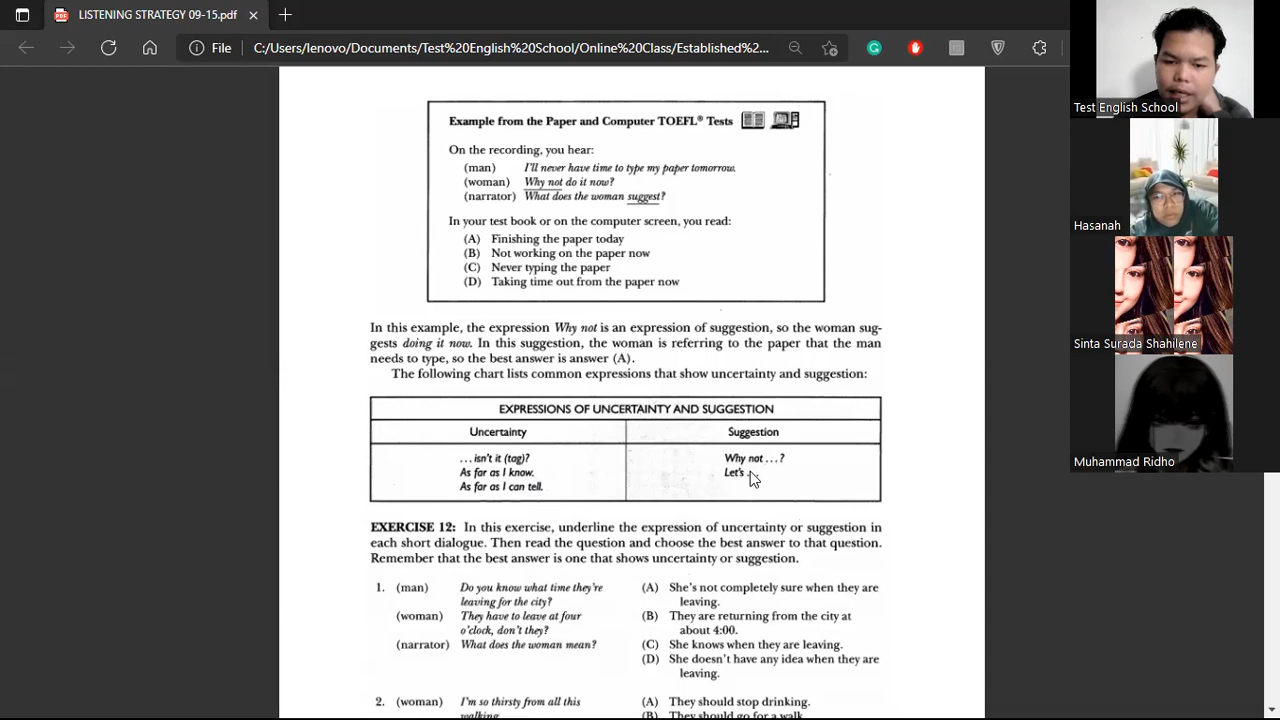 LISTENING STRATEGY 09-15.pdf
File C:/Users/lenovo/Documents/Test%20English%20School/Online%20Class/Established%2...
Example from the Paper and Computer TOEFL® Tests
On the recording, you hear:
(man) I'll never have time to type my paper tomorrow.
(woman) Why not do it now?
(narrator) What does the woman suggest?
In your test book or on the computer screen, you read:
(A) Finishing the paper today
(B) Not working on the paper now
(C) Never typing the paper
(D) Taking time out from the paper now
In this example, the expression Why not is an expression of suggestion, so the woman sug-
gests doing it now. In this suggestion, the woman is referring to the paper that the man
needs to type, so the best answer is answer (A).
The following chart lists common expressions that show uncertainty and suggestion:
EXPRESSIONS OF UNCERTAINTY AND SUGGESTION
Uncertainty Suggestion
... isn't it (tag)? Why not ...?
As far as I know. Let's ...
As far as I can tell.
EXERCISE 12: In this exercise, underline the expression of uncertainty or suggestion in
each short dialogue. Then read the question and choose the best answer to that question.
Remember that the best answer is one that shows uncertainty or suggestion.
1. (man) Do you know what time they're
leaving for the city?
(woman) They have to leave at four
o'clock, don't they?
(narrator) What does the woman mean?
(A) She's not completely sure when they are
leaving.
(B) They are returning from the city at
about 4:00.
(C) She knows when they are leaving.
(D) She doesn't have any idea when they are
leaving.
2. (woman) I'm so thirsty from all this
walking.
(A) They should stop drinking.
(B) They should go for a walk.
Test English School
Hasanah
Sinta Surada Shahilene
Muhammad Ridho